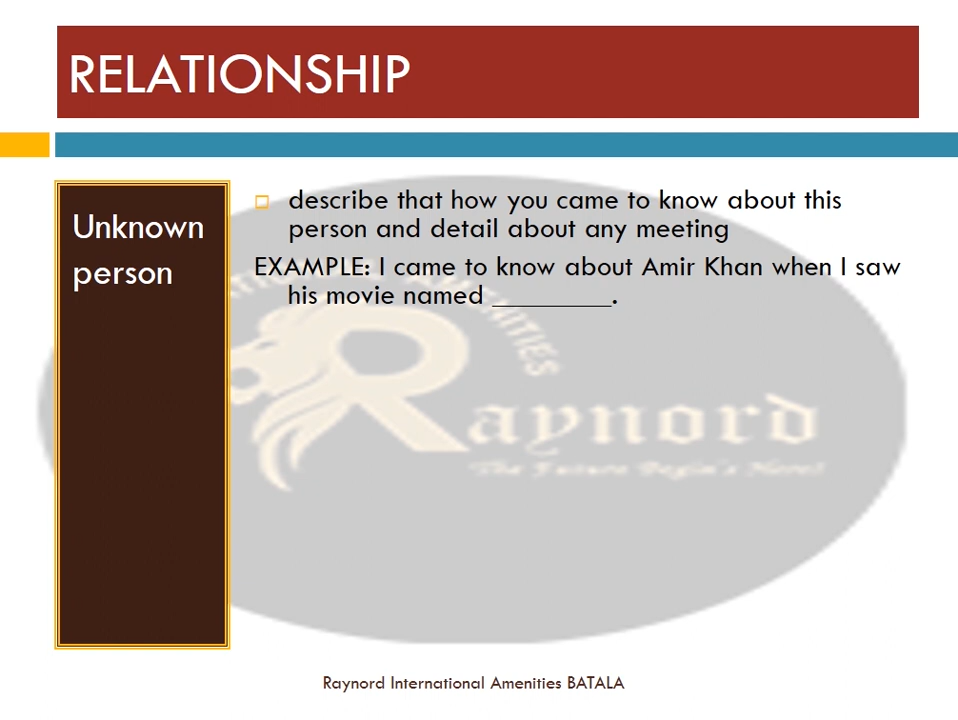 RELATIONSHIP
Unknown
person
describe that how you came to know about this
person and detail about any meeting
EXAMPLE: I came to know about Amir Khan when I saw
his movie named _________.
AMENITIES
Raynord
The Future Begin's Here!
Raynord International Amenities BATALA